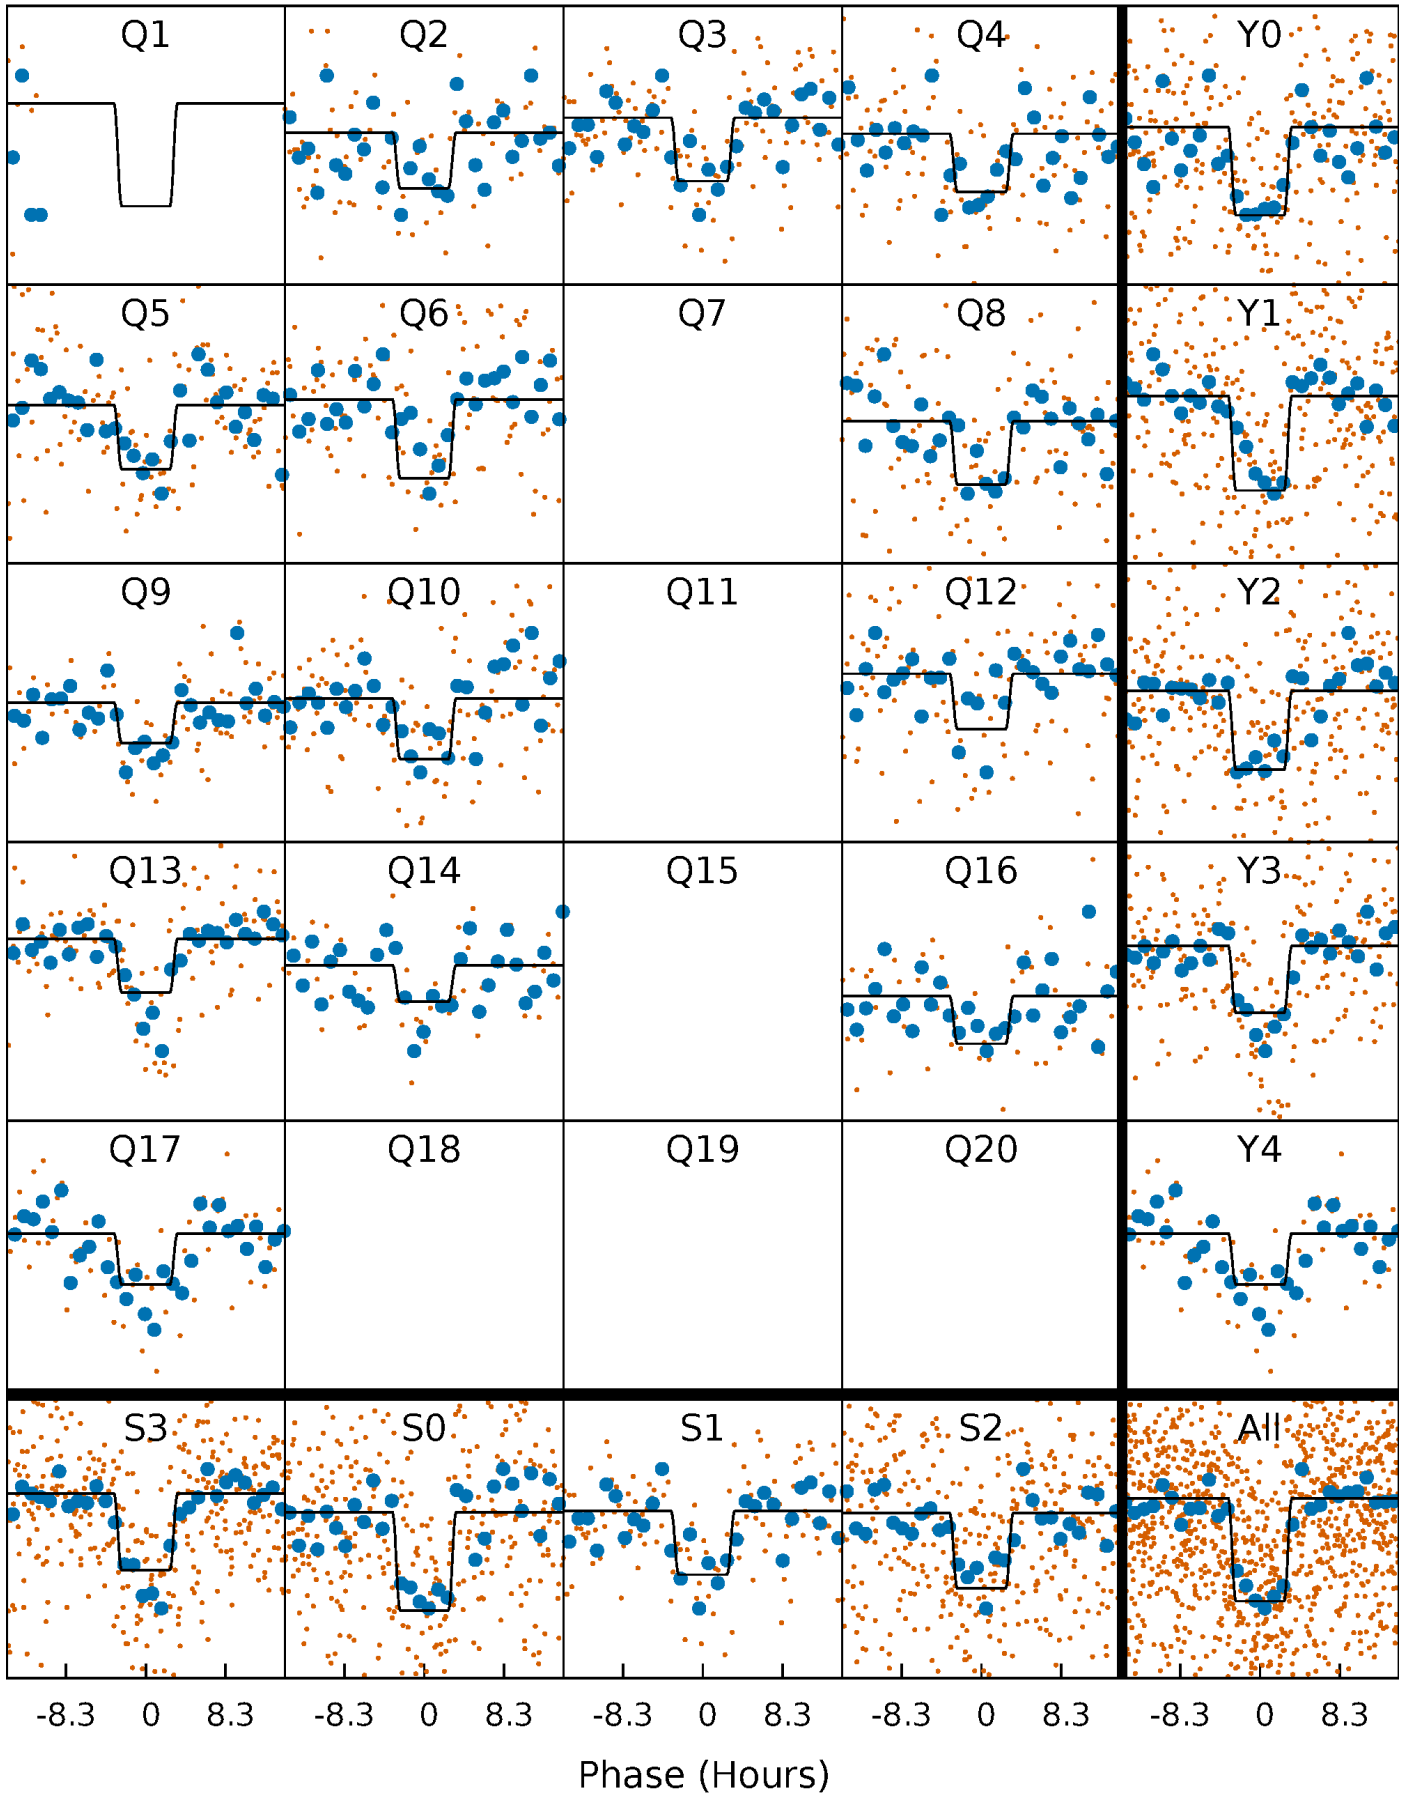 Q1 Q2 Q3 Q4 Y0
Q5 Q6 Q7 Q8 Y1
Q9 Q10 Q11 Q12 Y2
Q13 Q14 Q15 Q16 Y3
Q17 Q18 Q19 Q20 Y4
S3 S0 S1 S2 All
-8.3 0 8.3 -8.3 0 8.3 -8.3 0 8.3 -8.3 0 8.3 -8.3 0 8.3
Phase (Hours)